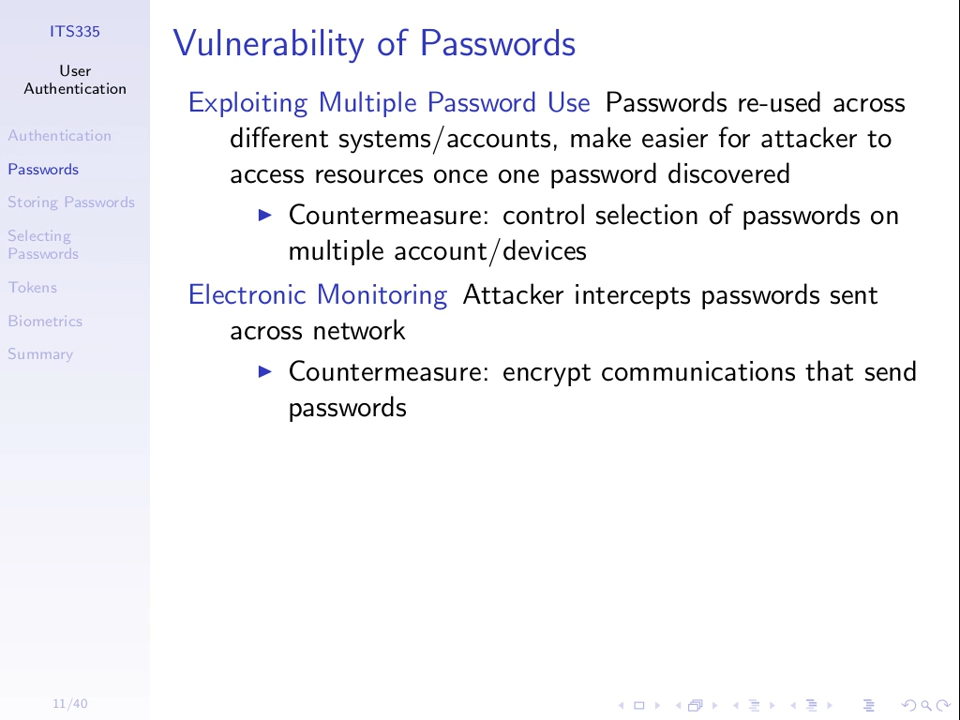 ITS335
User
Authentication
Authentication
Passwords
Storing Passwords
Selecting
Passwords
Tokens
Biometrics
Summary
11/40
Vulnerability of Passwords
Exploiting Multiple Password Use Passwords re-used across
different systems/accounts, make easier for attacker to
access resources once one password discovered
▶ Countermeasure: control selection of passwords on
multiple account/devices
Electronic Monitoring Attacker intercepts passwords sent
across network
▶ Countermeasure: encrypt communications that send
passwords